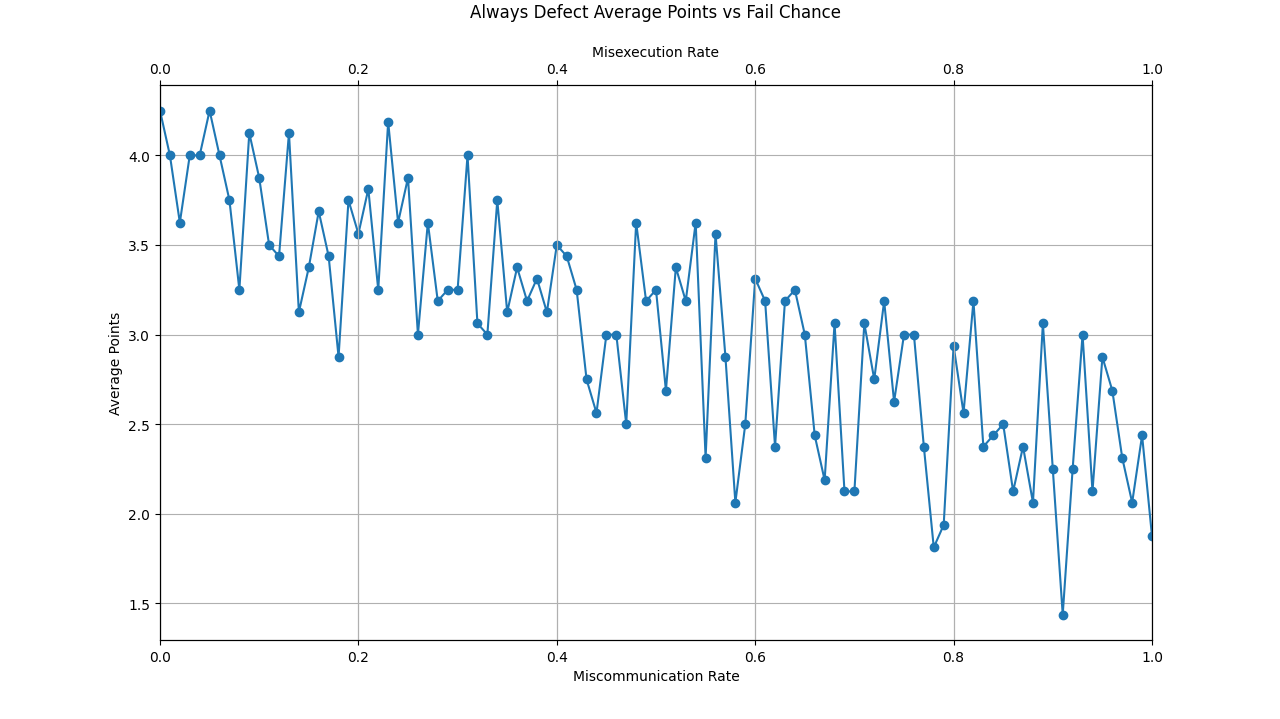 Always Defect Average Points vs Fail Chance
Misexecution Rate
0.0 0.2 0.4 0.6 0.8 1.0
4.0
3.5
3.0
2.5
2.0
1.5
Average Points
0.0 0.2 0.4 0.6 0.8 1.0
Miscommunication Rate